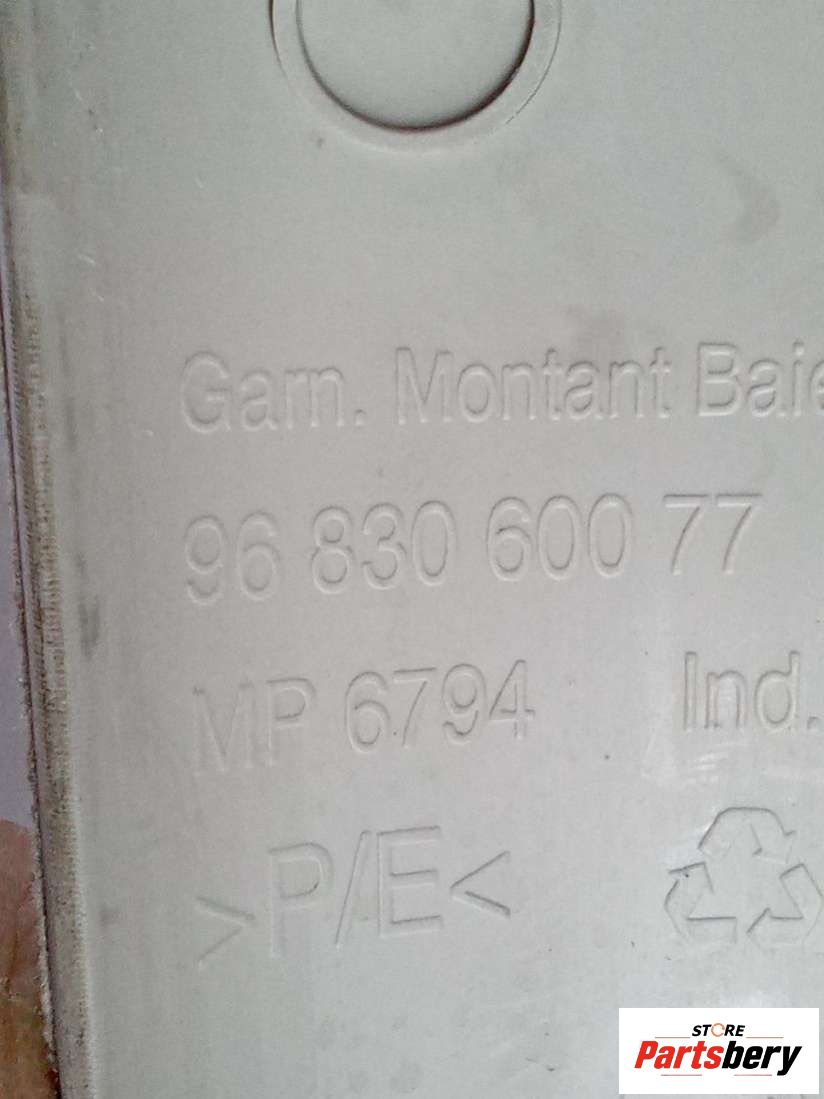 Garn. Montant Baie
96 830 600 77
MP 6794 Ind.
>P/E<
STORE
Partsbery